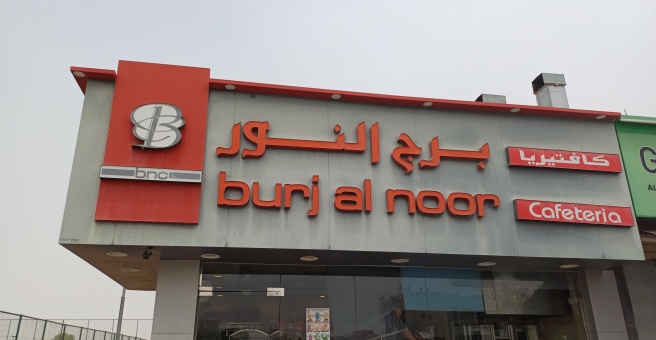 برج النور
burj al noor
كافتيريا
Cafeteria
bnc